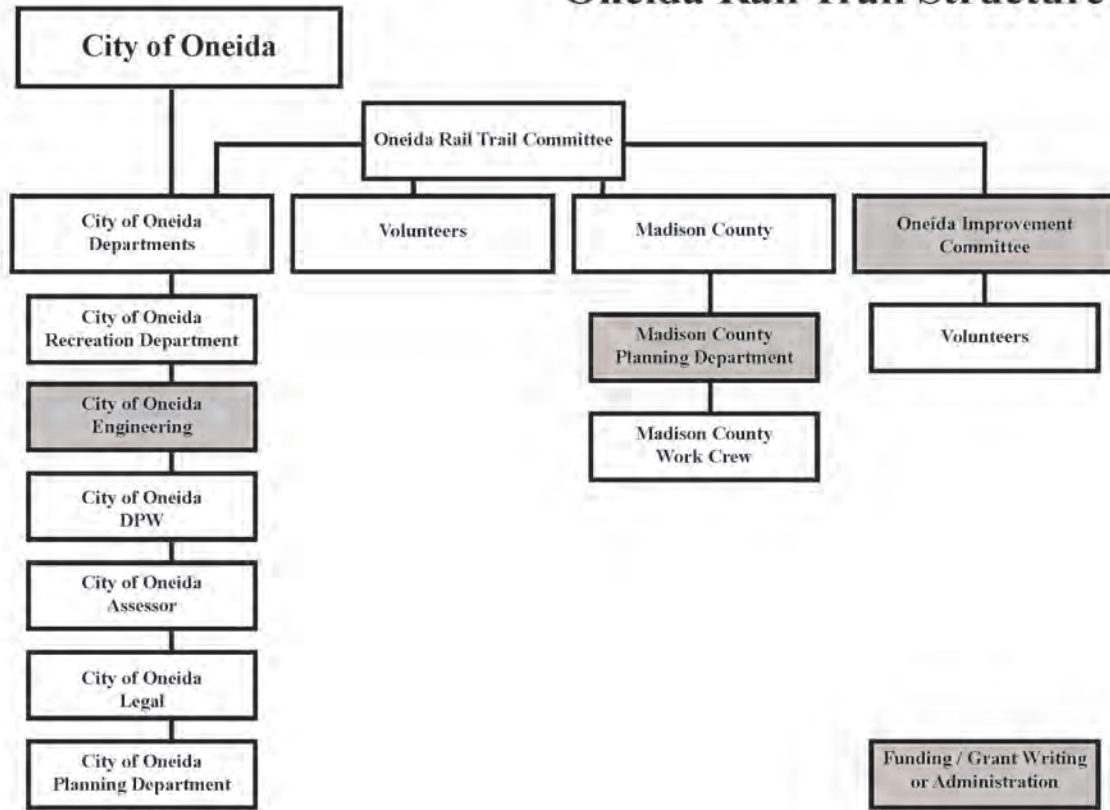 Oneida Rail Trail Structure
City of Oneida
Oneida Rail Trail Committee
City of Oneida
Departments
Volunteers
Madison County
Oneida Improvement
Committee
City of Oneida
Recreation Department
Madison County
Planning Department
Volunteers
City of Oneida
Engineering
Madison County
Work Crew
City of Oneida
DPW
City of Oneida
Assessor
City of Oneida
Legal
City of Oneida
Planning Department
Funding / Grant Writing
or Administration